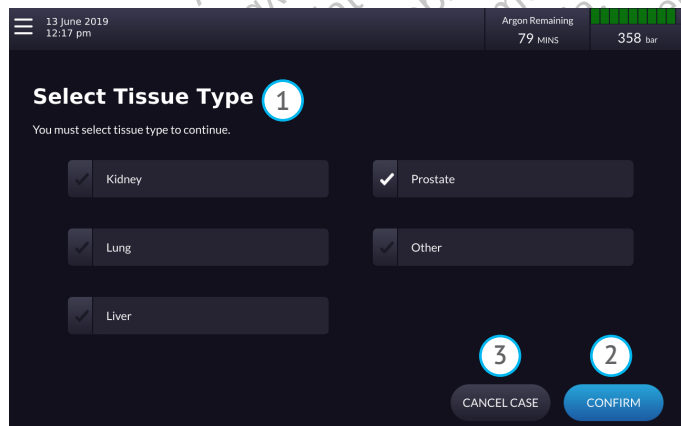 13 June 2019
12:17 pm
Argon Remaining
79 MINS
358 bar
Select Tissue Type 1
You must select tissue type to continue.
Kidney
Prostate
Lung
Other
Liver
3
2
CANCEL CASE
CONFIRM